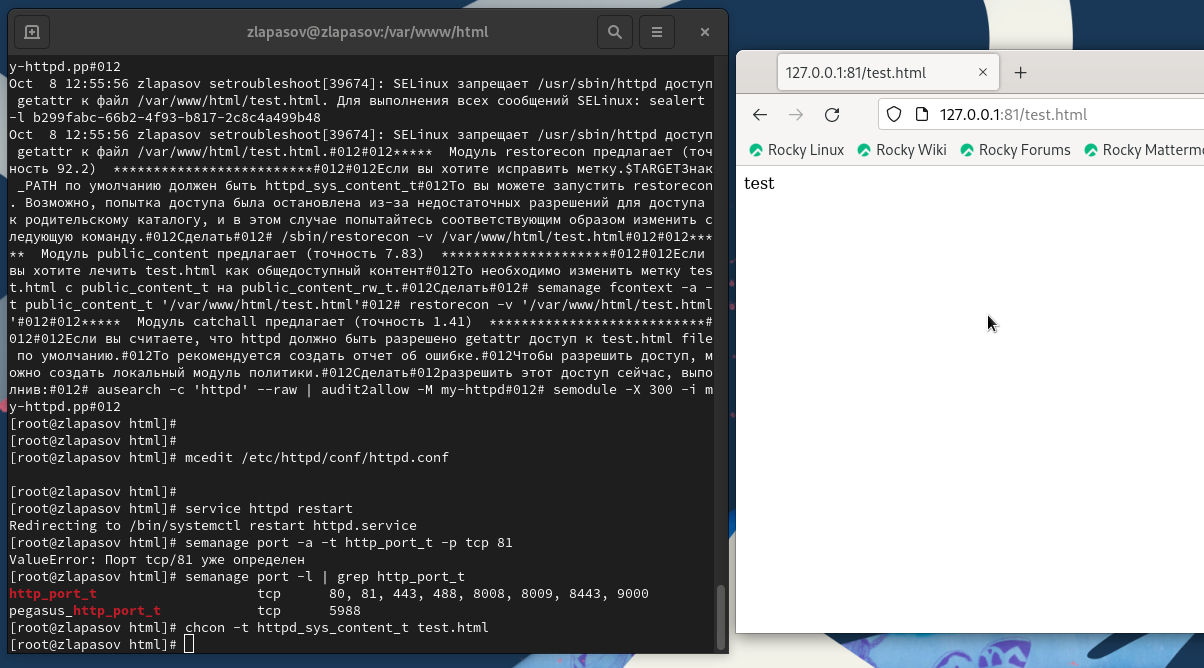 zlapasov@zlapasov:/var/www/html
y-httpd.pp#012
Oct  8 12:55:56 zlapasov setroubleshoot[39674]: SELinux запрещает /usr/sbin/httpd доступ
 getattr к файл /var/www/html/test.html. Для выполнения всех сообщений SELinux: sealert
-l b299fabc-66b2-4f93-b817-2c8c4a499b48
Oct  8 12:55:56 zlapasov setroubleshoot[39674]: SELinux запрещает /usr/sbin/httpd доступ
 getattr к файл /var/www/html/test.html.#012#012*****  Модуль restorecon предлагает (точ
ность 92.2)  *************************#012#012Если вы хотите исправить метку.$TARGETЗнак
_PATH по умолчанию должен быть httpd_sys_content_t#012То вы можете запустить restorecon
. Возможно, попытка доступа была остановлена из-за недостаточных разрешений для доступа
к родительскому каталогу, и в этом случае попытайтесь соответствующим образом изменить с
ледующую команду.#012Сделать#012# /sbin/restorecon -v /var/www/html/test.html#012#012***
**  Модуль public_content предлагает (точность 7.83)  *********************#012#012Если
вы хотите лечить test.html как общедоступный контент#012То необходимо изменить метку tes
t.html с public_content_t на public_content_rw_t.#012Сделать#012# semanage fcontext -a -
t public_content_t '/var/www/html/test.html'#012# restorecon -v '/var/www/html/test.html
'#012#012*****  Модуль catchall предлагает (точность 1.41)  ***************************#
012#012Если вы считаете, что httpd должно быть разрешено getattr доступ к test.html file
 по умолчанию.#012То рекомендуется создать отчет об ошибке.#012Чтобы разрешить доступ, м
ожно создать локальный модуль политики.#012Сделать#012разрешить этот доступ сейчас, выпо
лнив:#012# ausearch -c 'httpd' --raw | audit2allow -M my-httpd#012# semodule -X 300 -i m
y-httpd.pp#012
[root@zlapasov html]#
[root@zlapasov html]#
[root@zlapasov html]# mcedit /etc/httpd/conf/httpd.conf
[root@zlapasov html]#
[root@zlapasov html]# service httpd restart
Redirecting to /bin/systemctl restart httpd.service
[root@zlapasov html]# semanage port -a -t http_port_t -p tcp 81
ValueError: Порт tcp/81 уже определен
[root@zlapasov html]# semanage port -l | grep http_port_t
http_port_t                    tcp      80, 81, 443, 488, 8008, 8009, 8443, 9000
pegasus_http_port_t            tcp      5988
[root@zlapasov html]# chcon -t httpd_sys_content_t test.html
[root@zlapasov html]#
127.0.0.1:81/test.html
127.0.0.1:81/test.html
Rocky Linux Rocky Wiki Rocky Forums Rocky Matterm
test